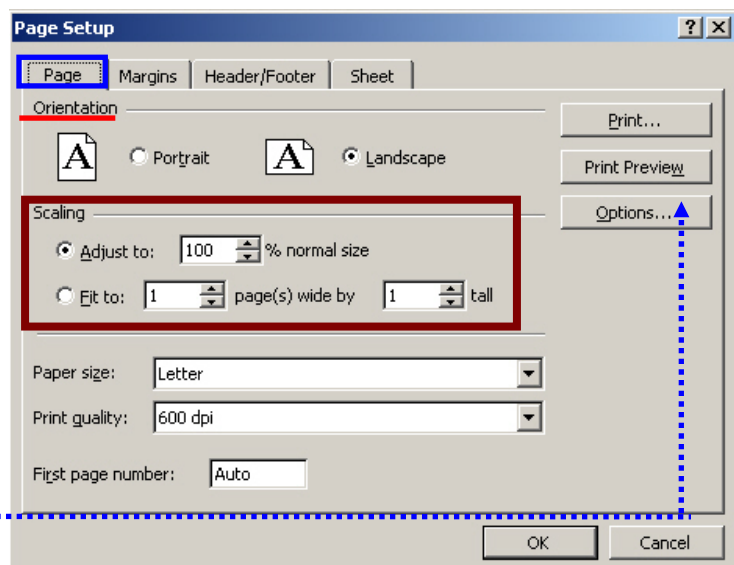 Page Setup
Page Margins Header/Footer Sheet
Orientation
Print...
A Portrait A Landscape
Print Preview
Scaling
Options...
Adjust to: 100 % normal size
Fit to: 1 page(s) wide by 1 tall
Paper size: Letter
Print quality: 600 dpi
First page number: Auto
OK Cancel